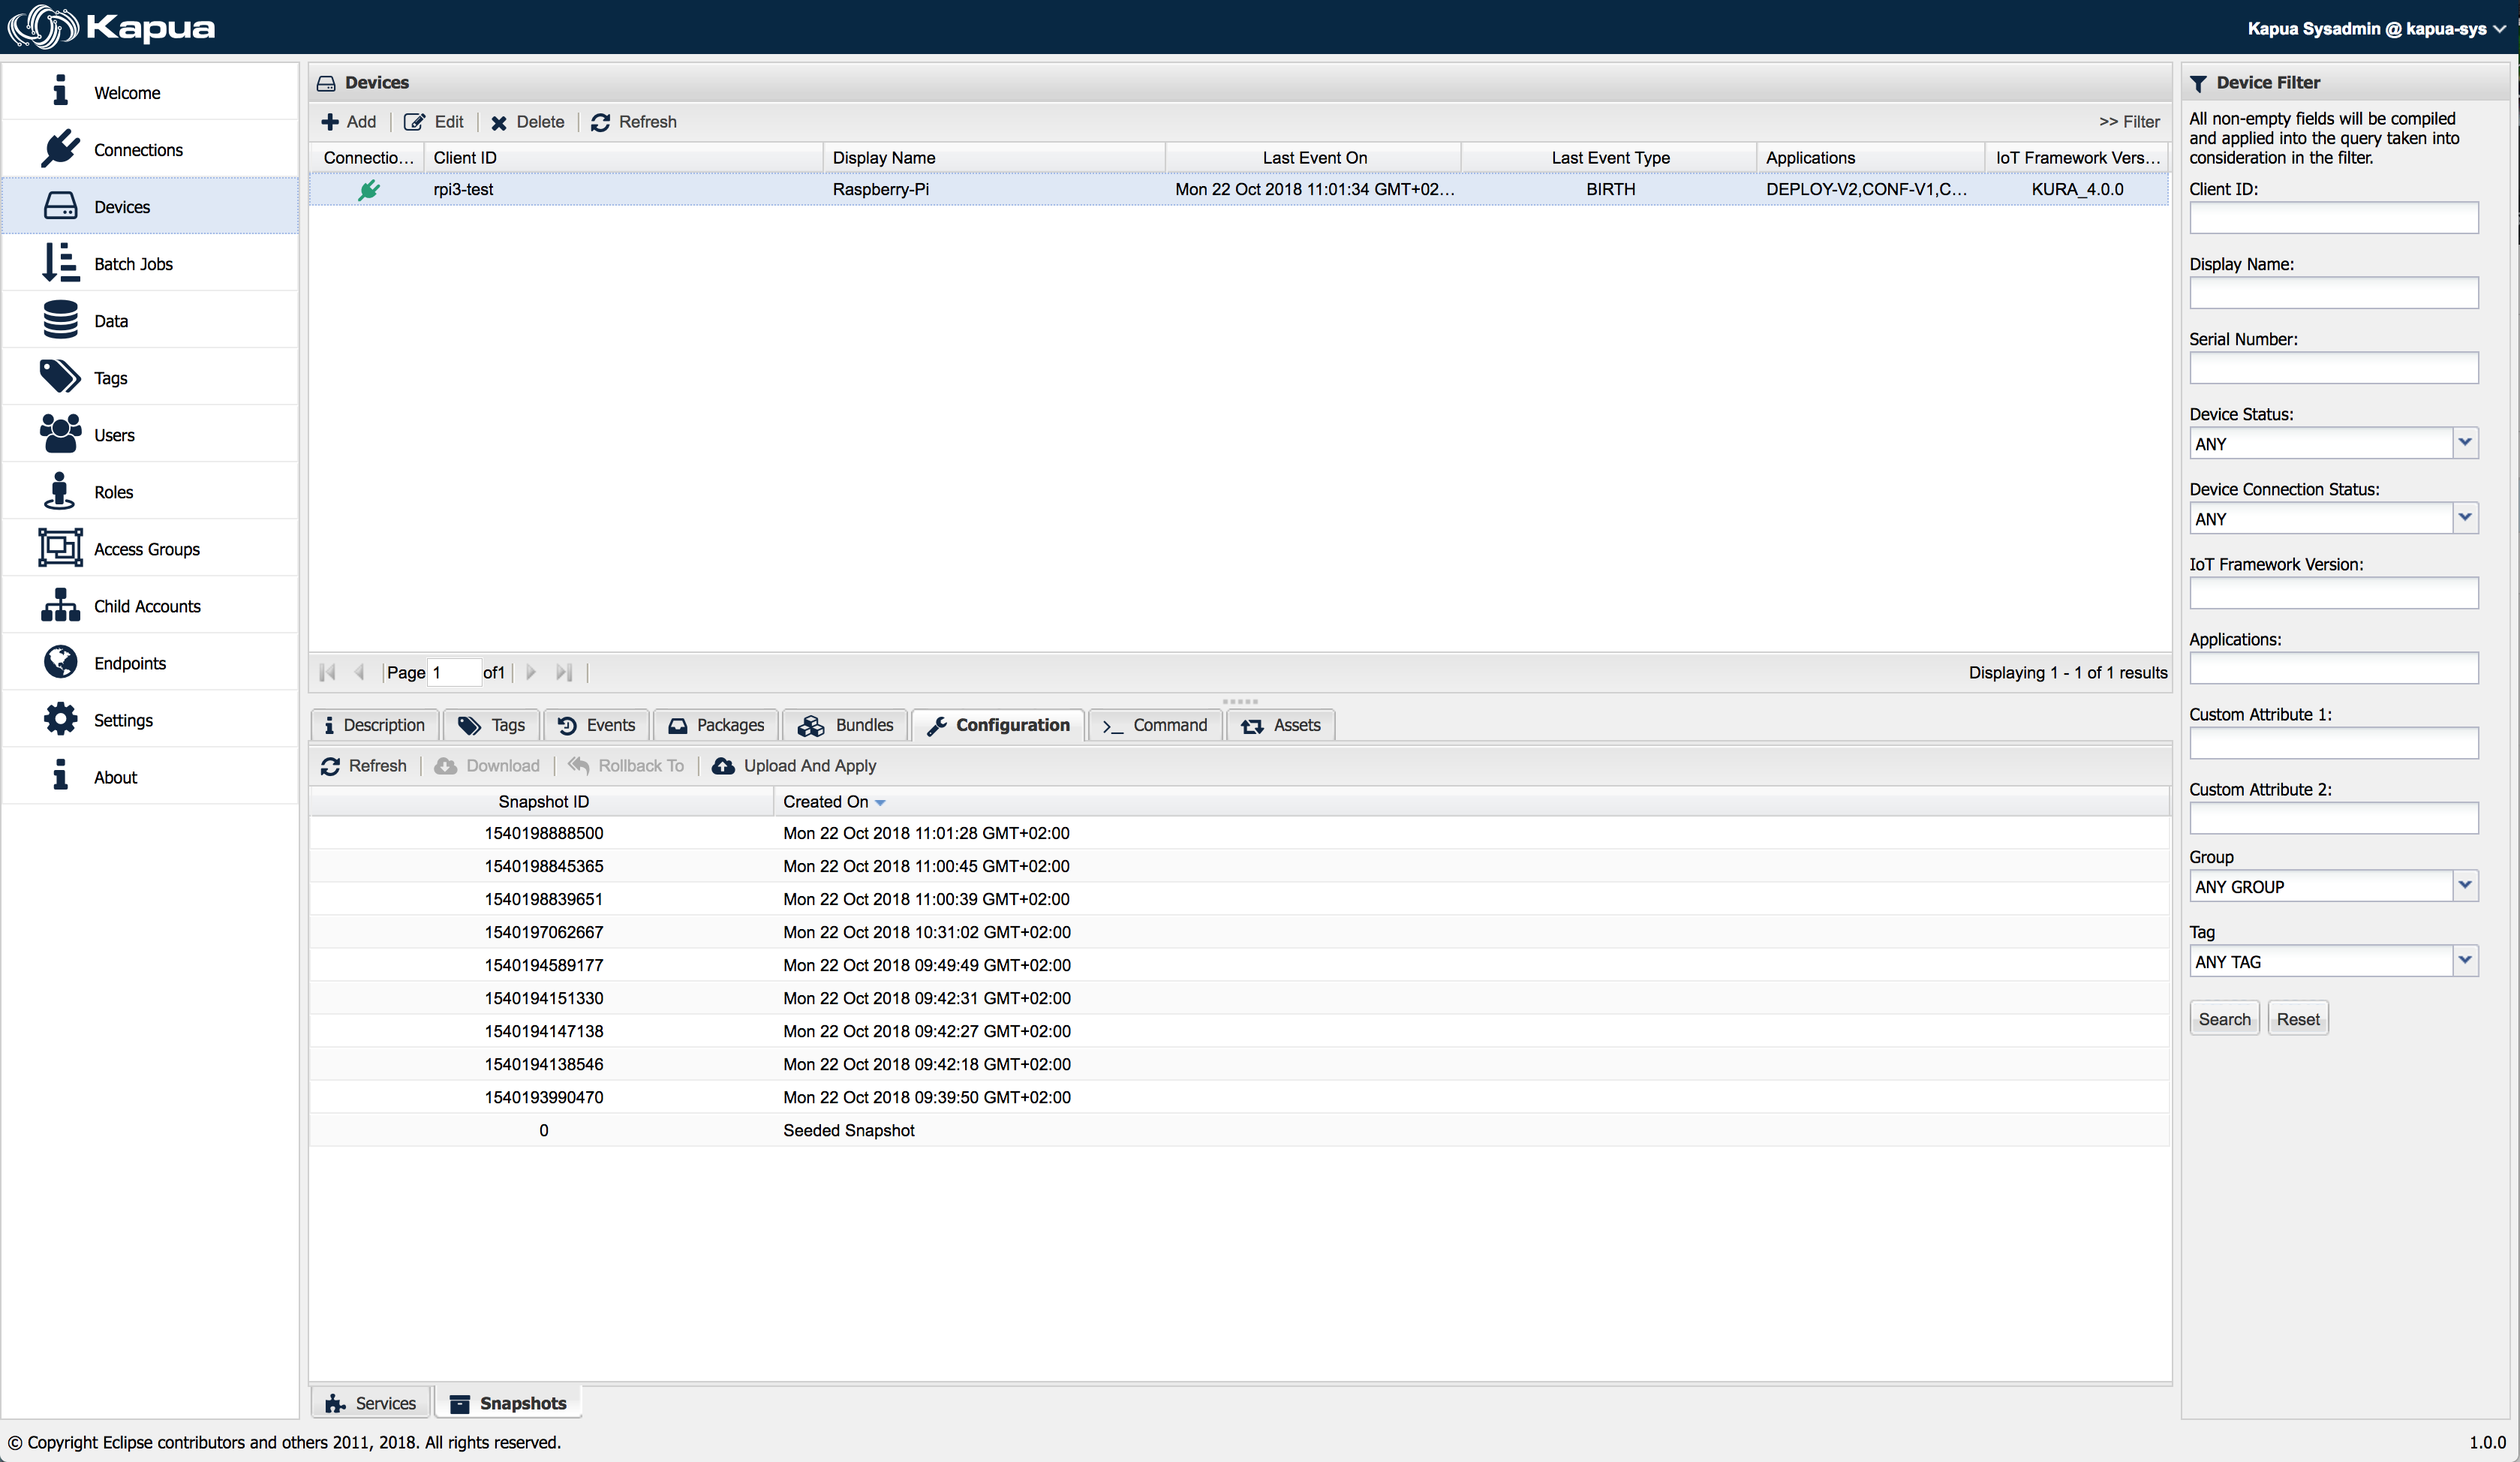 Kapua
Kapua Sysadmin @ kapua-sys
Welcome
Connections
Devices
Batch Jobs
Data
Tags
Users
Roles
Access Groups
Child Accounts
Endpoints
Settings
About
Devices
Add Edit Delete Refresh >> Filter
Connectio... Client ID Display Name Last Event On Last Event Type Applications IoT Framework Vers...
rpi3-test Raspberry-Pi Mon 22 Oct 2018 11:01:34 GMT+02... BIRTH DEPLOY-V2,CONF-V1,C... KURA_4.0.0
Page 1 of1 Displaying 1 - 1 of 1 results
Description Tags Events Packages Bundles Configuration Command Assets
Refresh Download Rollback To Upload And Apply
Snapshot ID Created On
1540198888500 Mon 22 Oct 2018 11:01:28 GMT+02:00
1540198845365 Mon 22 Oct 2018 11:00:45 GMT+02:00
1540198839651 Mon 22 Oct 2018 11:00:39 GMT+02:00
1540197062667 Mon 22 Oct 2018 10:31:02 GMT+02:00
1540194589177 Mon 22 Oct 2018 09:49:49 GMT+02:00
1540194151330 Mon 22 Oct 2018 09:42:31 GMT+02:00
1540194147138 Mon 22 Oct 2018 09:42:27 GMT+02:00
1540194138546 Mon 22 Oct 2018 09:42:18 GMT+02:00
1540193990470 Mon 22 Oct 2018 09:39:50 GMT+02:00
0 Seeded Snapshot
Services Snapshots
Device Filter
All non-empty fields will be compiled
and applied into the query taken into
consideration in the filter.
Client ID:
Display Name:
Serial Number:
Device Status:
ANY
Device Connection Status:
ANY
IoT Framework Version:
Applications:
Custom Attribute 1:
Custom Attribute 2:
Group
ANY GROUP
Tag
ANY TAG
Search Reset
© Copyright Eclipse contributors and others 2011, 2018. All rights reserved.
1.0.0